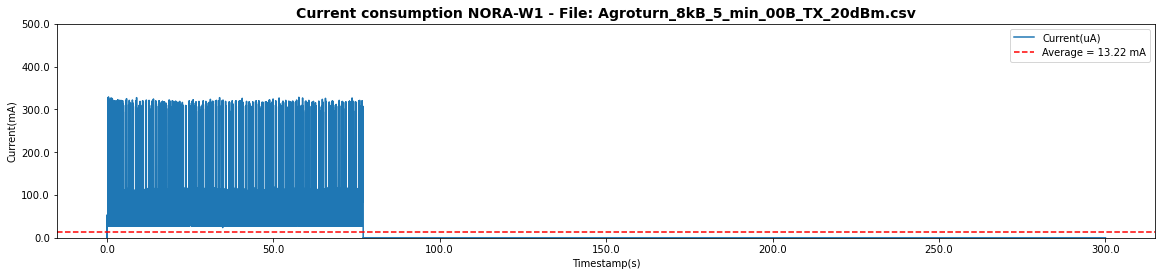 Current consumption NORA-W1 - File: Agroturn_8kB_5_min_00B_TX_20dBm.csv
500.0
400.0
300.0
200.0
100.0
0.0
Current(mA)
Current(uA)
Average = 13.22 mA
0.0 50.0 100.0 150.0 200.0 250.0 300.0
Timestamp(s)